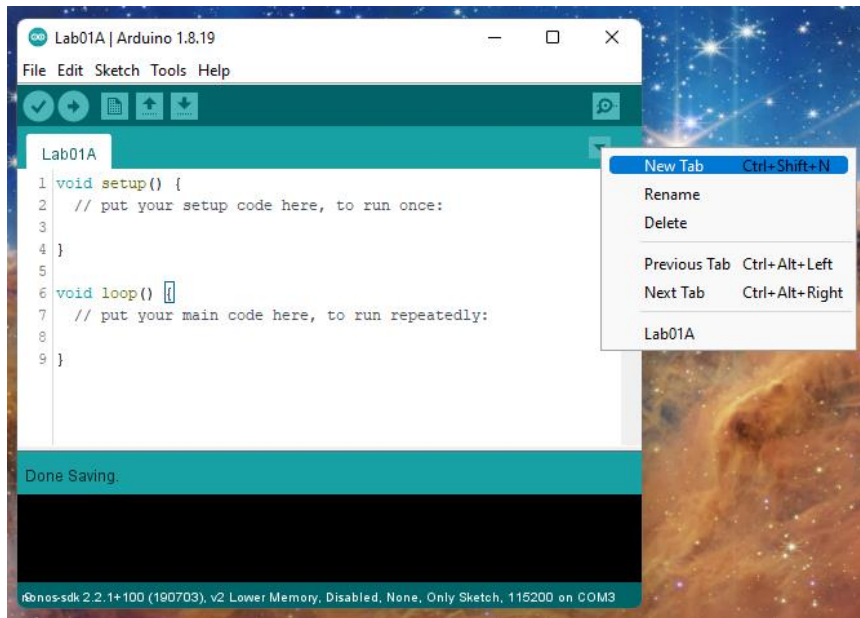 Lab01A | Arduino 1.8.19
File Edit Sketch Tools Help
Lab01A
1 void setup() {
2 // put your setup code here, to run once:
3
4 }
5
6 void loop() {
7 // put your main code here, to run repeatedly:
8
9 }
New Tab Ctrl+Shift+N
Rename
Delete
Previous Tab Ctrl+Alt+Left
Next Tab Ctrl+Alt+Right
Lab01A
Done Saving.
2.2.1+100 (190703), v2 Lower Memory, Disabled, None, Only Sketch, 115200 on COM3